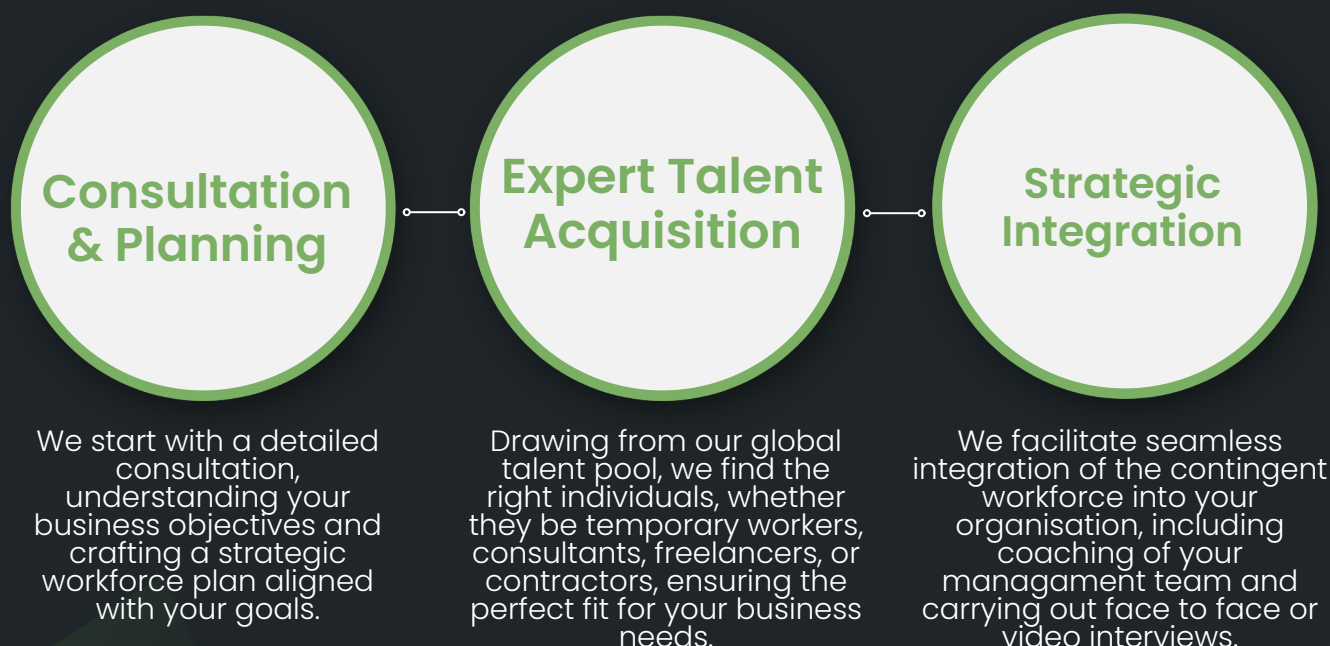 Consultation
& Planning
Expert Talent
Acquisition
Strategic
Integration
We start with a detailed
consultation,
understanding your
business objectives and
crafting a strategic
workforce plan aligned
with your goals.
Drawing from our global
talent pool, we find the
right individuals, whether
they be temporary workers,
consultants, freelancers, or
contractors, ensuring the
perfect fit for your business
needs.
We facilitate seamless
integration of the contingent
workforce into your
organisation, including
coaching of your
managament team and
carrying out face to face or
video interviews.